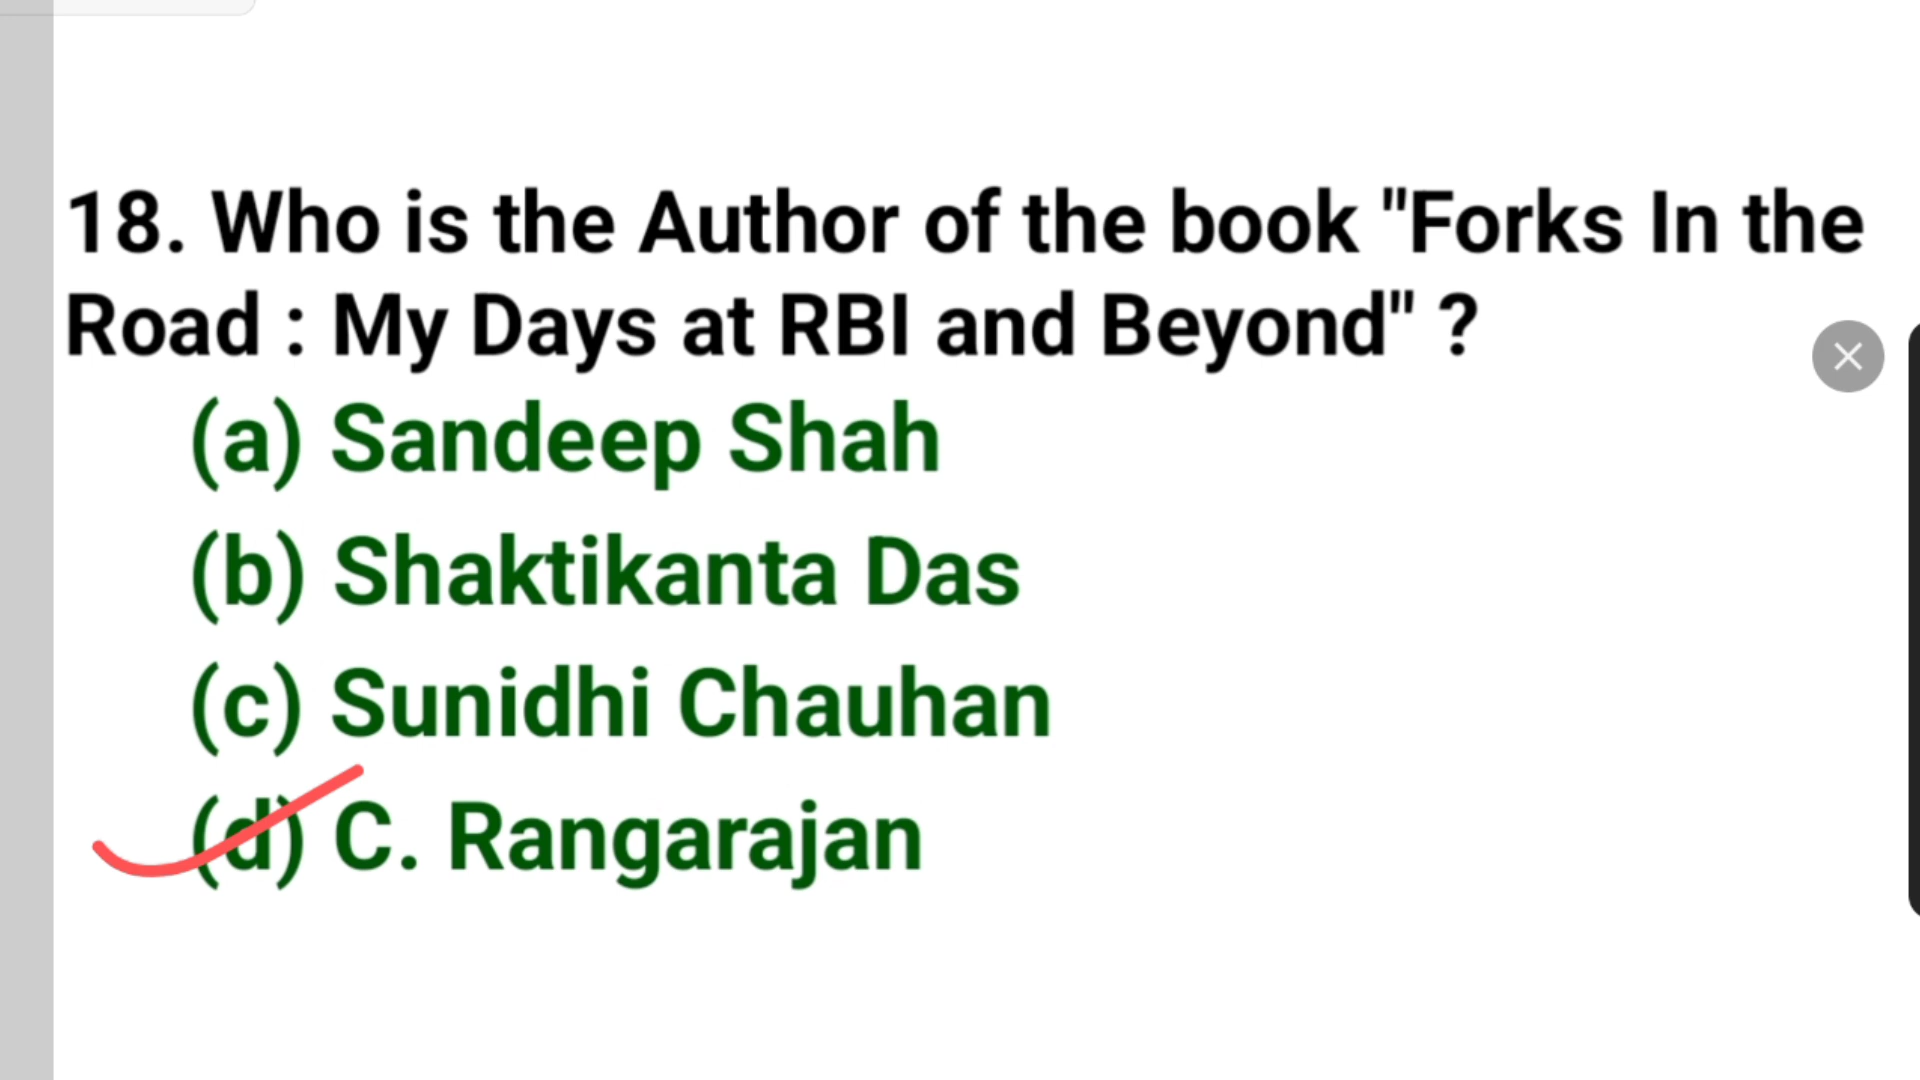 18. Who is the Author of the book "Forks In the
Road : My Days at RBI and Beyond" ?
(a) Sandeep Shah
(b) Shaktikanta Das
(c) Sunidhi Chauhan
(d) C. Rangarajan